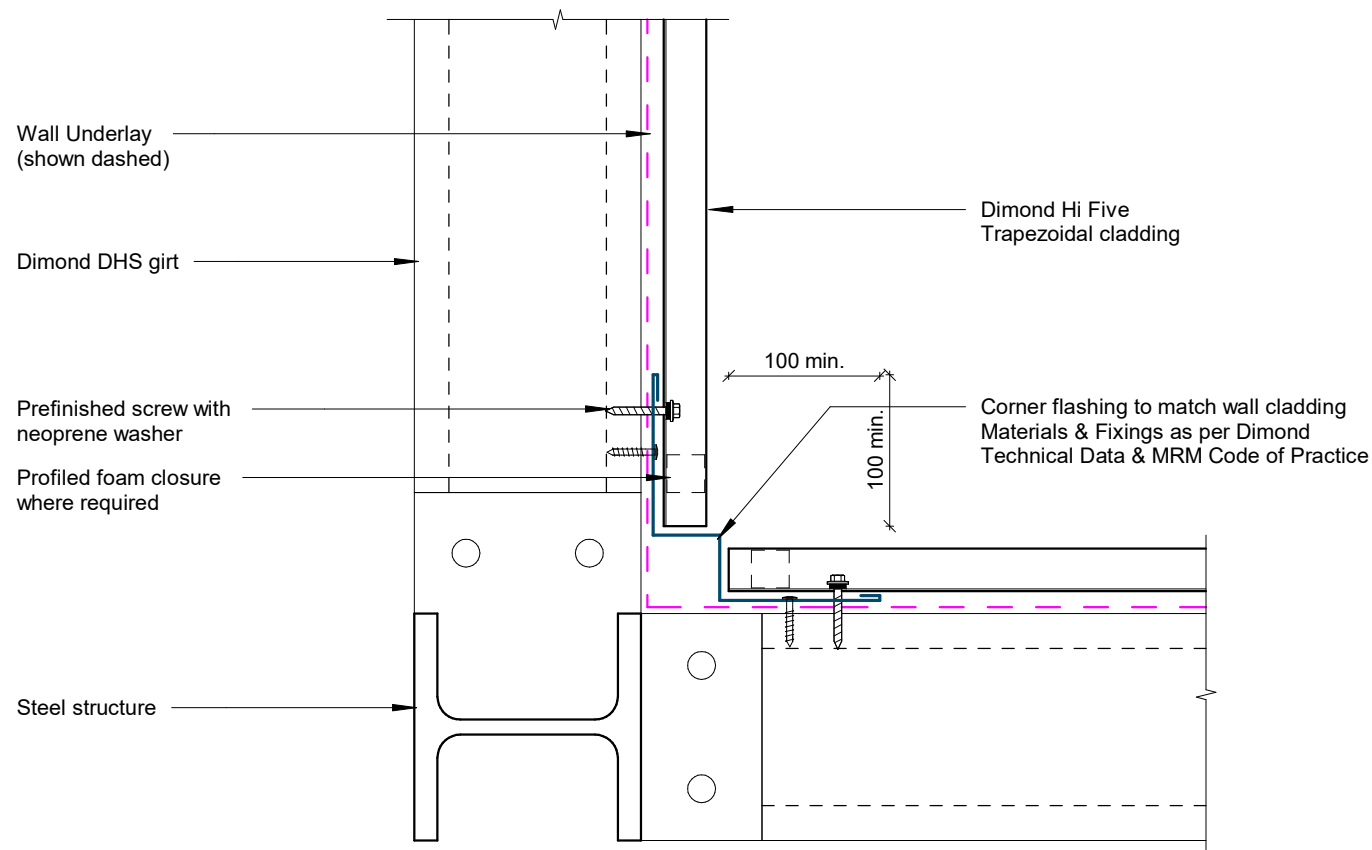 Wall Underlay
(shown dashed)
Dimond DHS girt
Prefinished screw with
neoprene washer
Profiled foam closure
where required
Steel structure
Dimond Hi Five
Trapezoidal cladding
100 min.
100 min.
Corner flashing to match wall cladding
Materials & Fixings as per Dimond
Technical Data & MRM Code of Practice